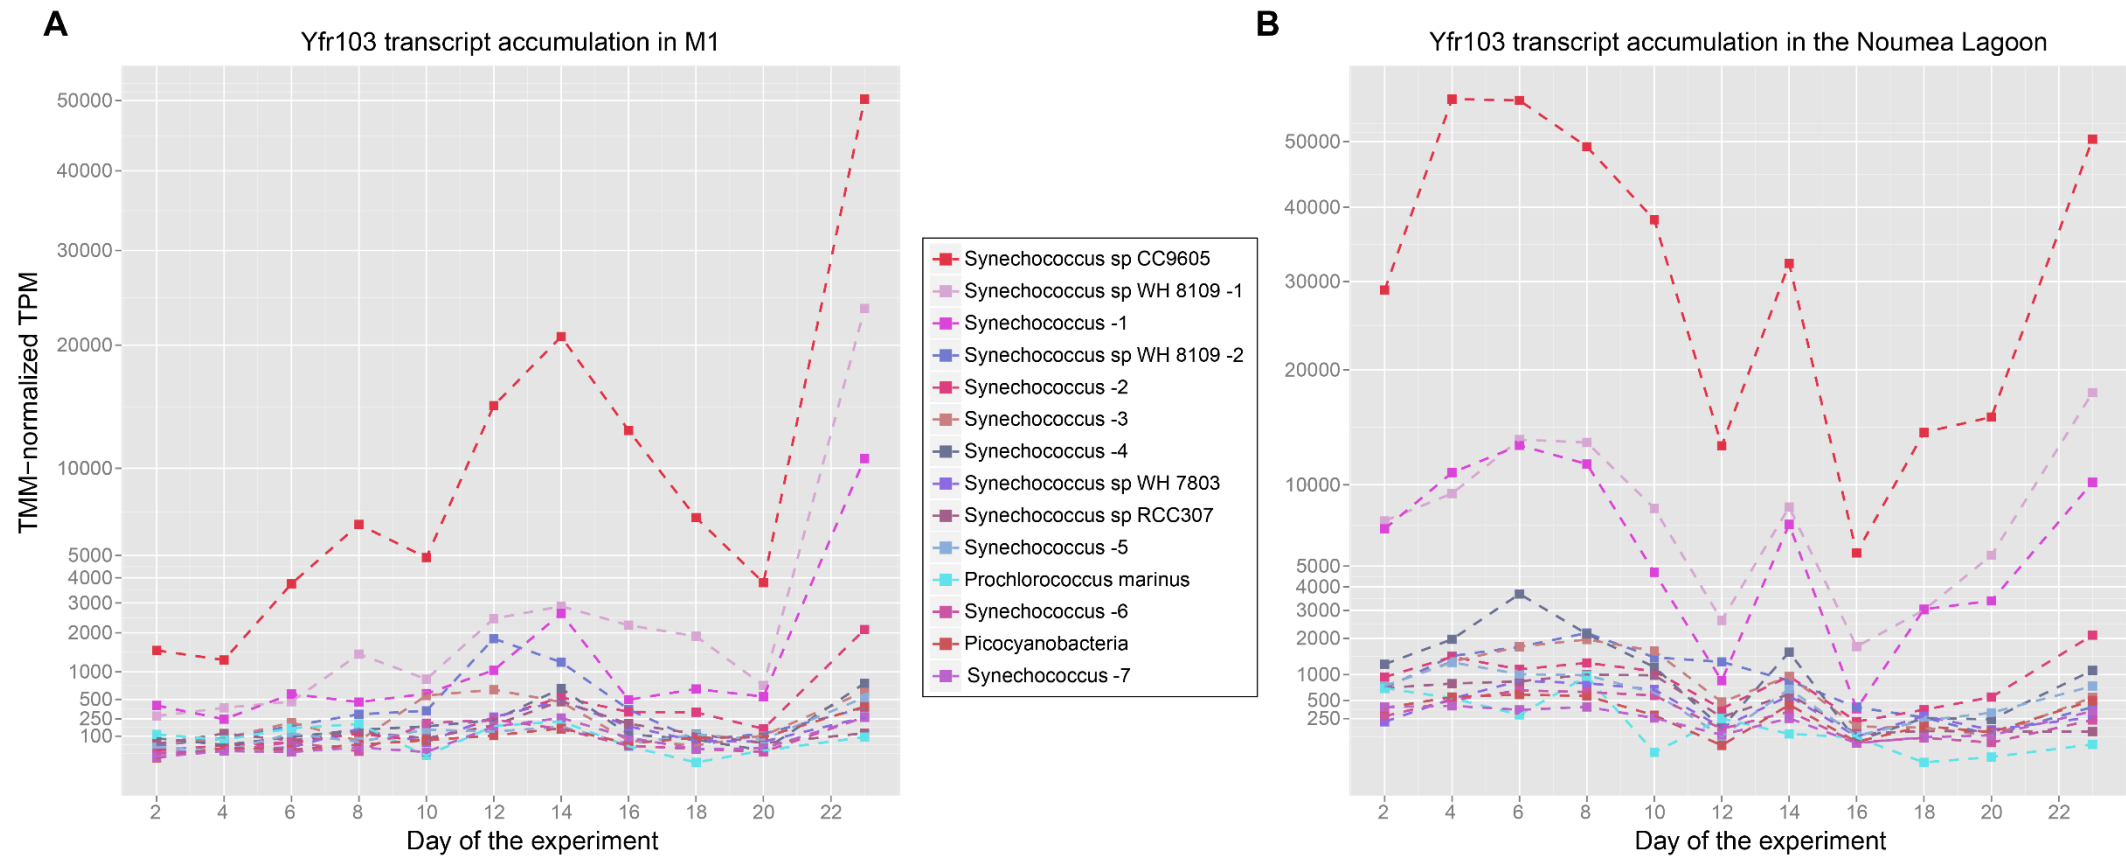 A
Yfr103 transcript accumulation in M1
TMM−normalized TPM
50000
40000
30000
20000
10000
5000
4000
3000
2000
1000
500
250
100
2 4 6 8 10 12 14 16 18 20 22
Day of the experiment
Synechococcus sp CC9605
Synechococcus sp WH 8109 -1
Synechococcus -1
Synechococcus sp WH 8109 -2
Synechococcus -2
Synechococcus -3
Synechococcus -4
Synechococcus sp WH 7803
Synechococcus sp RCC307
Synechococcus -5
Prochlorococcus marinus
Synechococcus -6
Picocyanobacteria
Synechococcus -7
B
Yfr103 transcript accumulation in the Noumea Lagoon
50000
40000
30000
20000
10000
5000
4000
3000
2000
1000
500
250
2 4 6 8 10 12 14 16 18 20 22
Day of the experiment